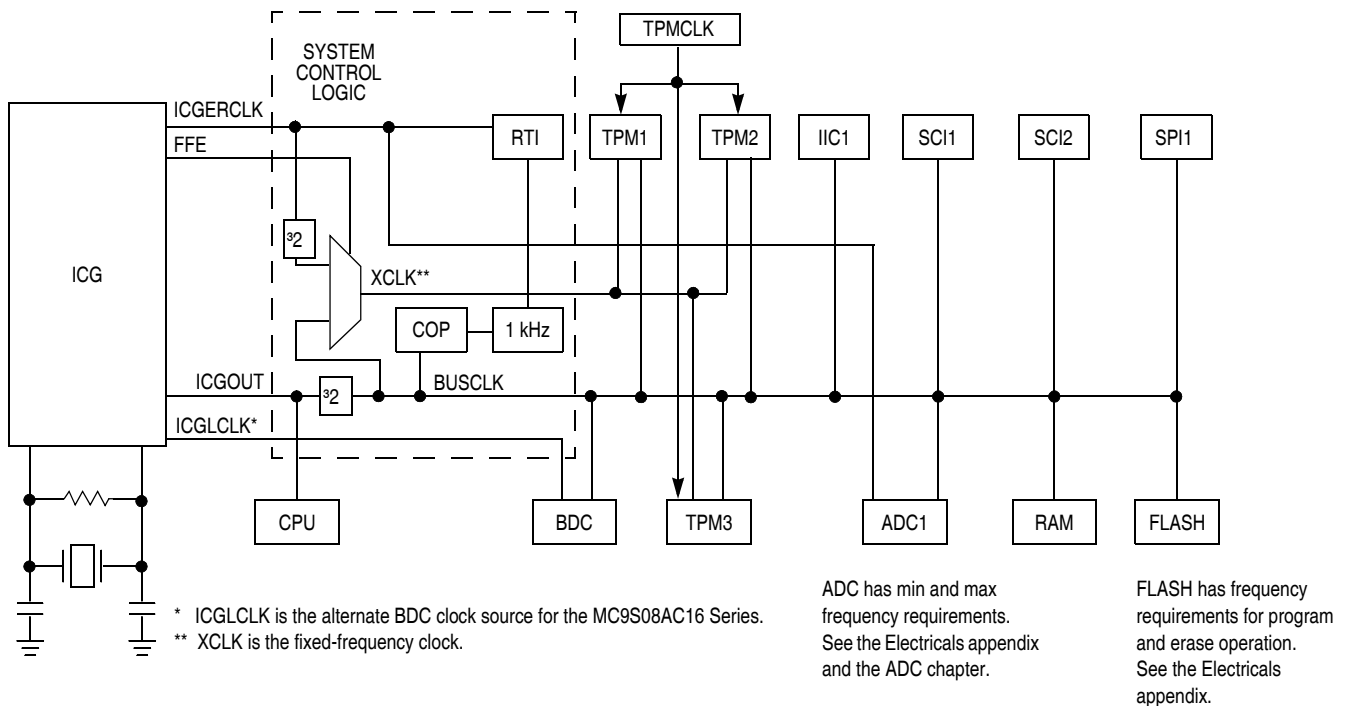 TPMCLK
SYSTEM
CONTROL
LOGIC
ICGERCLK
FFE
RTI
TPM1
TPM2
IIC1
SCI1
SCI2
SPI1
³2
ICG
XCLK**
COP
1 kHz
ICGOUT
³2
BUSCLK
ICGLCLK*
CPU
BDC
TPM3
ADC1
RAM
FLASH
* ICGLCLK is the alternate BDC clock source for the MC9S08AC16 Series.
** XCLK is the fixed-frequency clock.
ADC has min and max
frequency requirements.
See the Electricals appendix
and the ADC chapter.
FLASH has frequency
requirements for program
and erase operation.
See the Electricals
appendix.